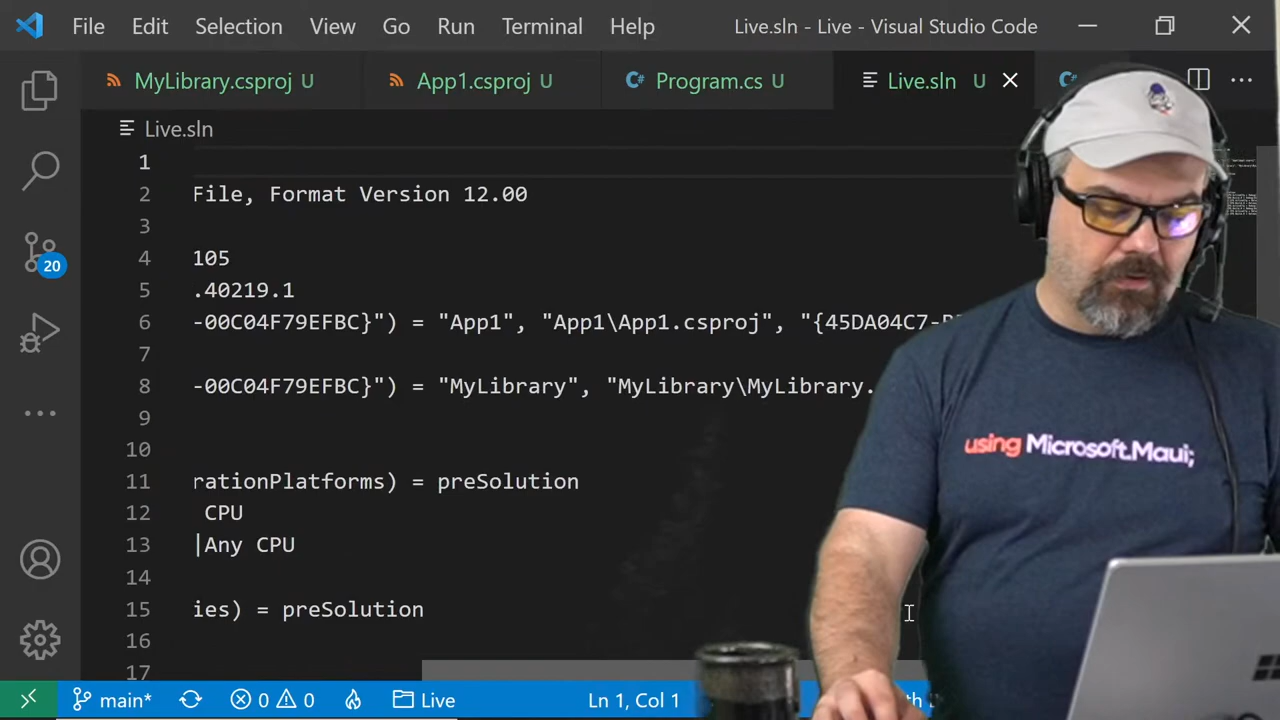 File Edit Selection View Go Run Terminal Help Live.sln - Live - Visual Studio Code
MyLibrary.csproj U App1.csproj U Program.cs U Live.sln U
Live.sln
1
2 File, Format Version 12.00
3
4 105
5 .40219.1
6 -00C04F79EFBC}") = "App1", "App1\App1.csproj", "{45DA04C7-
7
8 -00C04F79EFBC}") = "MyLibrary", "MyLibrary\MyLibrary.
9
10
11 rationPlatforms) = preSolution
12 CPU
13 |Any CPU
14
15 ies) = preSolution
16
17
20
using Microsoft.Maui;
main* 0 0 Live Ln 1, Col 1